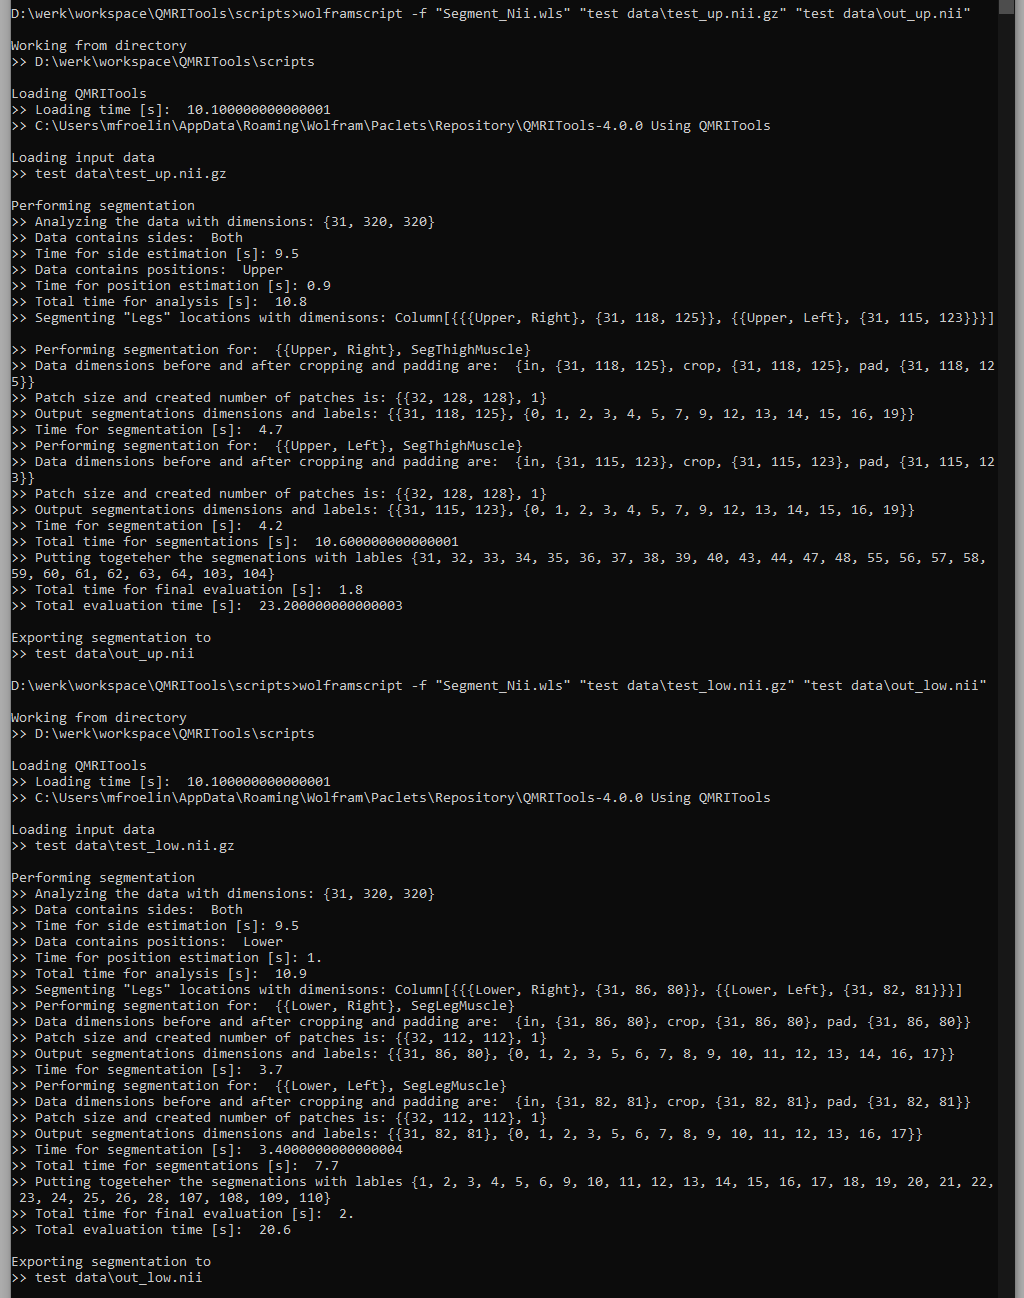 D:\werk\workspace\QMRITools\scripts>wolframscript -f "Segment_Nii.wls" "test data\test_up.nii.gz" "test data\out_up.nii"
Working from directory
>> D:\werk\workspace\QMRITools\scripts
Loading QMRITools
>> Loading time [s]:  10.100000000000001
>> C:\Users\mfroelin\AppData\Roaming\Wolfram\Paclets\Repository\QMRITools-4.0.0 Using QMRITools
Loading input data
>> test data\test_up.nii.gz
Performing segmentation
>> Analyzing the data with dimensions: {31, 320, 320}
>> Data contains sides:  Both
>> Time for side estimation [s]: 9.5
>> Data contains positions:  Upper
>> Time for position estimation [s]: 0.9
>> Total time for analysis [s]:  10.8
>> Segmenting "Legs" locations with dimenisons: Column[{{{Upper, Right}, {31, 118, 125}}, {{Upper, Left}, {31, 115, 123}}}]
>> Performing segmentation for:  {{Upper, Right}, SegThighMuscle}
>> Data dimensions before and after cropping and padding are:  {in, {31, 118, 125}, crop, {31, 118, 125}, pad, {31, 118, 12
5}}
>> Patch size and created number of patches is: {{32, 128, 128}, 1}
>> Output segmentations dimensions and labels: {{31, 118, 125}, {0, 1, 2, 3, 4, 5, 7, 9, 12, 13, 14, 15, 16, 19}}
>> Time for segmentation [s]:  4.7
>> Performing segmentation for:  {{Upper, Left}, SegThighMuscle}
>> Data dimensions before and after cropping and padding are:  {in, {31, 115, 123}, crop, {31, 115, 123}, pad, {31, 115, 12
3}}
>> Patch size and created number of patches is: {{32, 128, 128}, 1}
>> Output segmentations dimensions and labels: {{31, 115, 123}, {0, 1, 2, 3, 4, 5, 7, 9, 12, 13, 14, 15, 16, 19}}
>> Time for segmentation [s]:  4.2
>> Total time for segmentations [s]:  10.600000000000001
>> Putting togeteher the segmenations with lables {31, 32, 33, 34, 35, 36, 37, 38, 39, 40, 43, 44, 47, 48, 55, 56, 57, 58,
59, 60, 61, 62, 63, 64, 103, 104}
>> Total time for final evaluation [s]:  1.8
>> Total evaluation time [s]:  23.200000000000003
Exporting segmentation to
>> test data\out_up.nii
D:\werk\workspace\QMRITools\scripts>wolframscript -f "Segment_Nii.wls" "test data\test_low.nii.gz" "test data\out_low.nii"
Working from directory
>> D:\werk\workspace\QMRITools\scripts
Loading QMRITools
>> Loading time [s]:  10.100000000000001
>> C:\Users\mfroelin\AppData\Roaming\Wolfram\Paclets\Repository\QMRITools-4.0.0 Using QMRITools
Loading input data
>> test data\test_low.nii.gz
Performing segmentation
>> Analyzing the data with dimensions: {31, 320, 320}
>> Data contains sides:  Both
>> Time for side estimation [s]: 9.5
>> Data contains positions:  Lower
>> Time for position estimation [s]: 1.
>> Total time for analysis [s]:  10.9
>> Segmenting "Legs" locations with dimenisons: Column[{{{Lower, Right}, {31, 86, 80}}, {{Lower, Left}, {31, 82, 81}}}]
>> Performing segmentation for:  {{Lower, Right}, SegLegMuscle}
>> Data dimensions before and after cropping and padding are:  {in, {31, 86, 80}, crop, {31, 86, 80}, pad, {31, 86, 80}}
>> Patch size and created number of patches is: {{32, 112, 112}, 1}
>> Output segmentations dimensions and labels: {{31, 86, 80}, {0, 1, 2, 3, 5, 6, 7, 8, 9, 10, 11, 12, 13, 14, 16, 17}}
>> Time for segmentation [s]:  3.7
>> Performing segmentation for:  {{Lower, Left}, SegLegMuscle}
>> Data dimensions before and after cropping and padding are:  {in, {31, 82, 81}, crop, {31, 82, 81}, pad, {31, 82, 81}}
>> Patch size and created number of patches is: {{32, 112, 112}, 1}
>> Output segmentations dimensions and labels: {{31, 82, 81}, {0, 1, 2, 3, 5, 6, 7, 8, 9, 10, 11, 12, 13, 16, 17}}
>> Time for segmentation [s]:  3.4000000000000004
>> Total time for segmentations [s]:  7.7
>> Putting togeteher the segmenations with lables {1, 2, 3, 4, 5, 6, 9, 10, 11, 12, 13, 14, 15, 16, 17, 18, 19, 20, 21, 22,
23, 24, 25, 26, 28, 107, 108, 109, 110}
>> Total time for final evaluation [s]:  2.
>> Total evaluation time [s]:  20.6
Exporting segmentation to
>> test data\out_low.nii